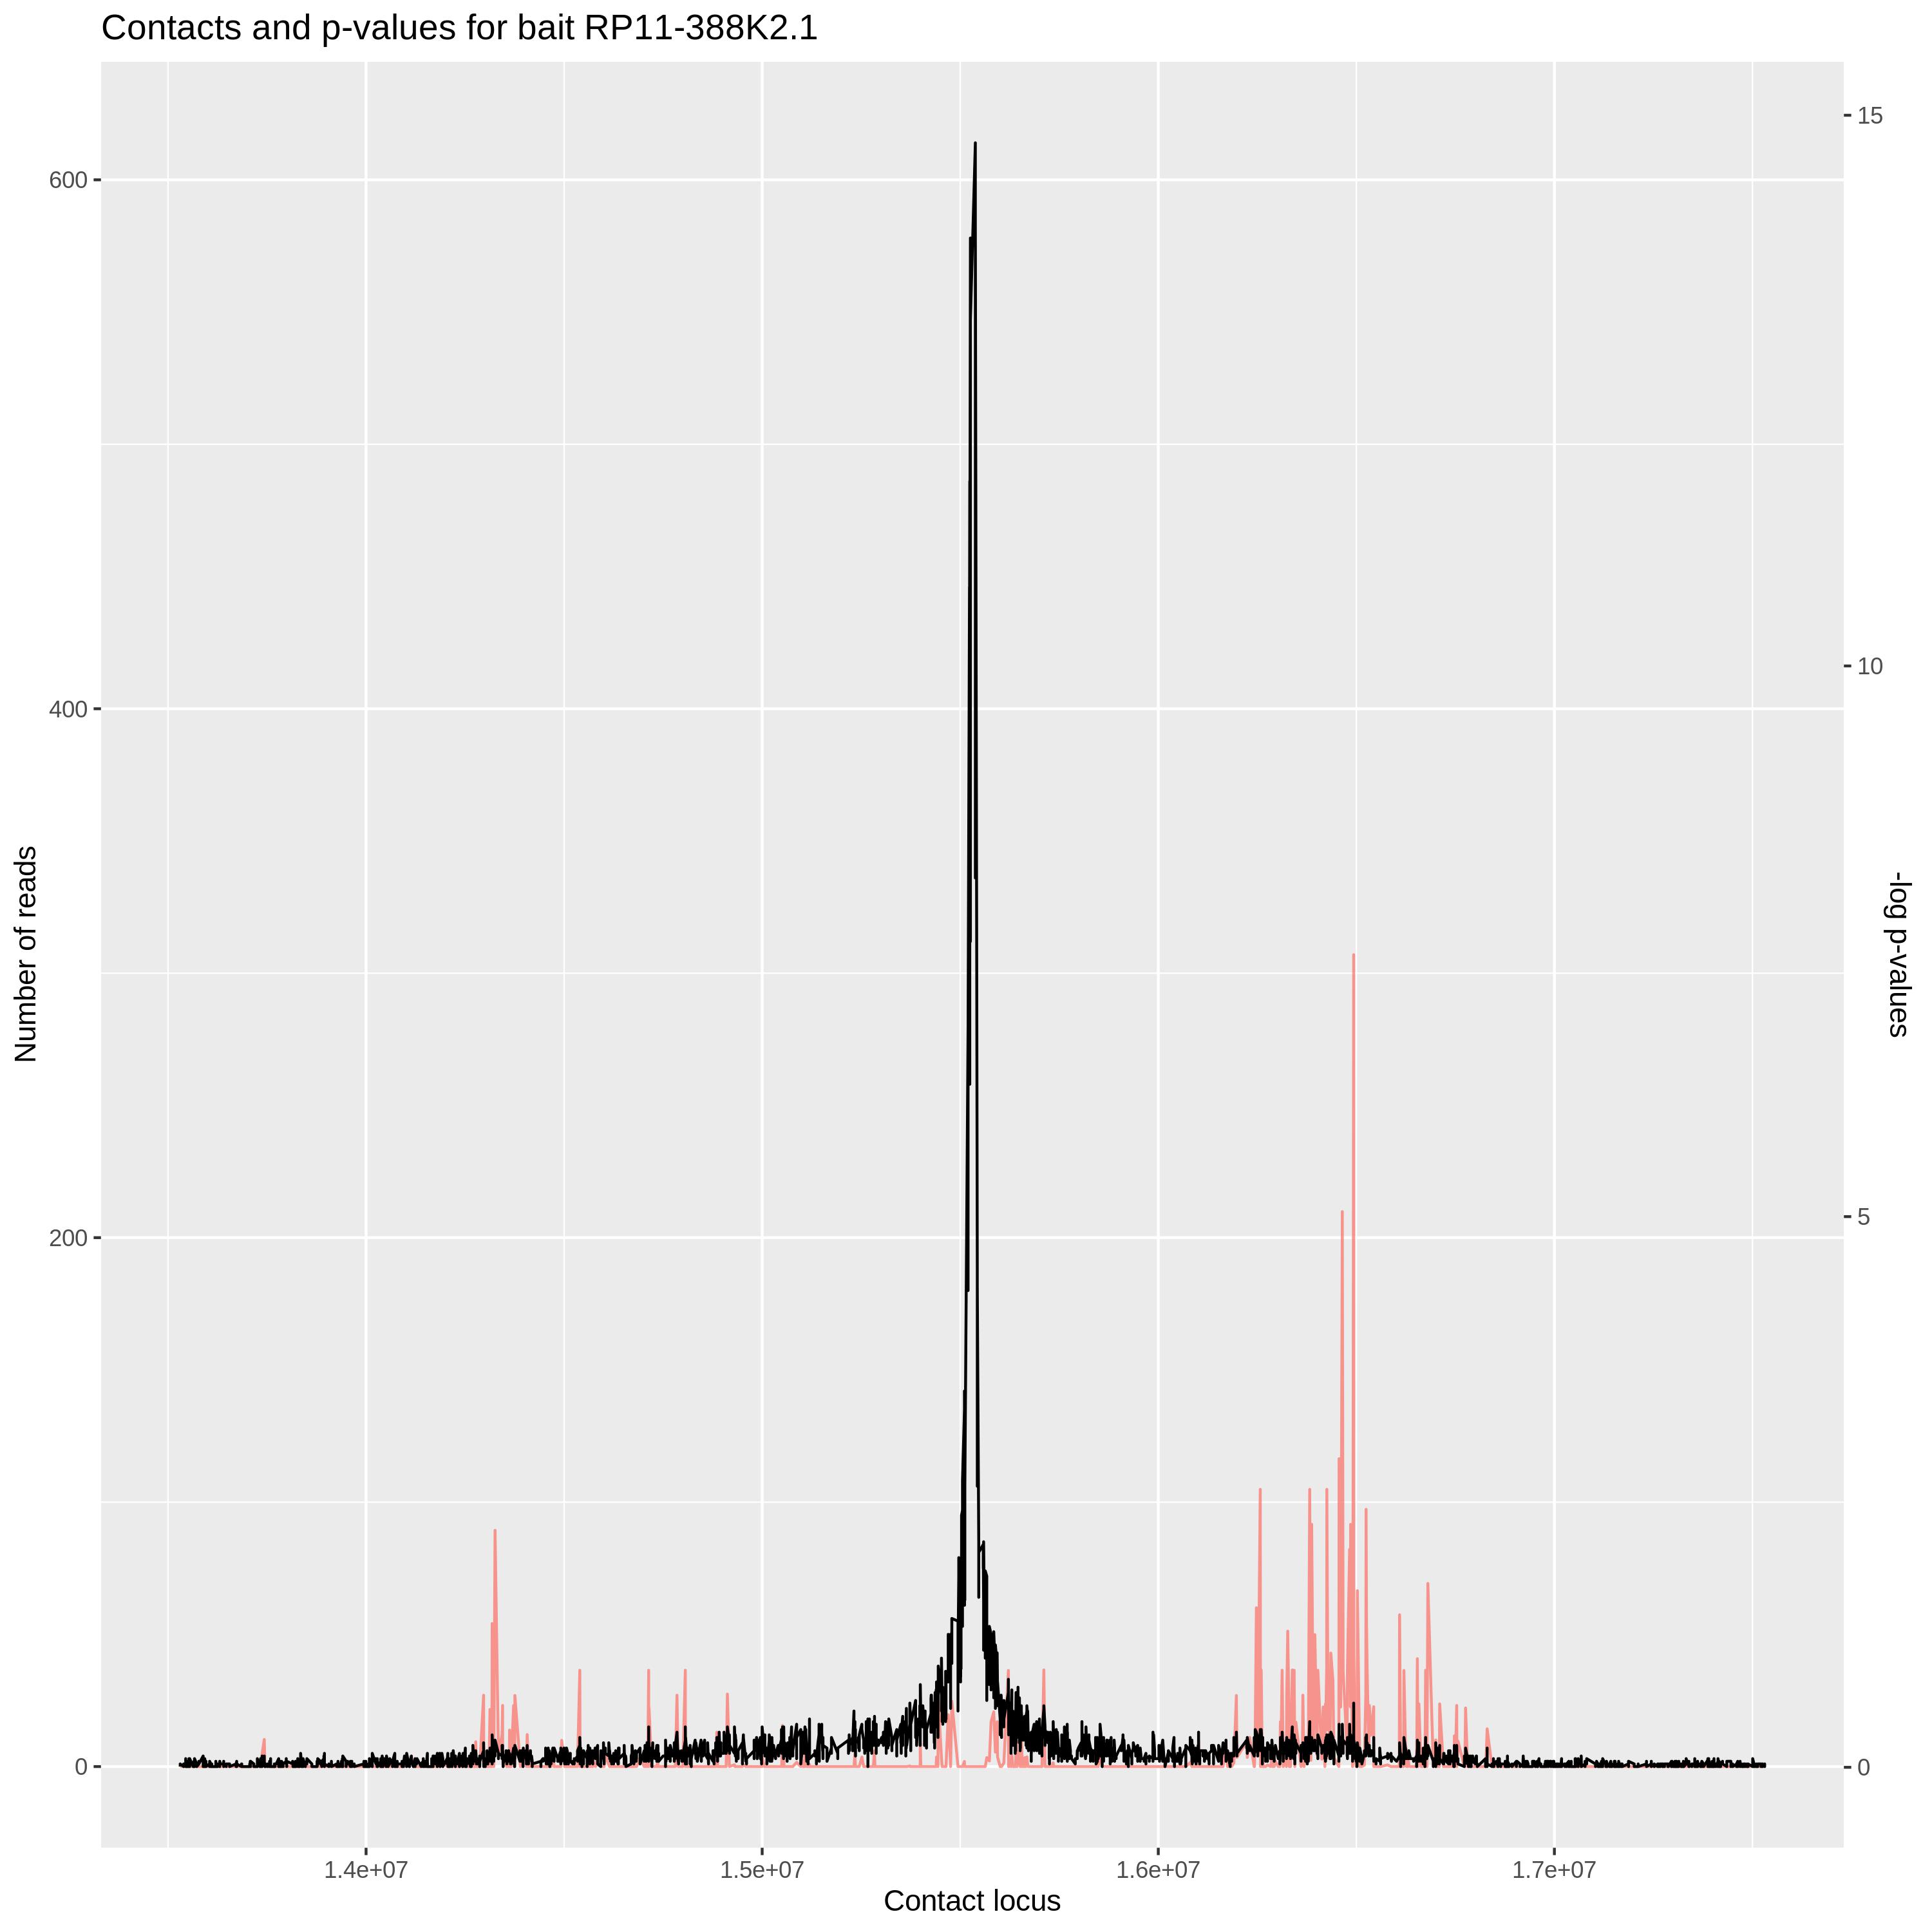 Contacts and p-values for bait RP11-388K2.1
600
400
200
0
Number of reads
15
10
5
0
-log p-values
1.4e+07
1.5e+07
1.6e+07
1.7e+07
Contact locus